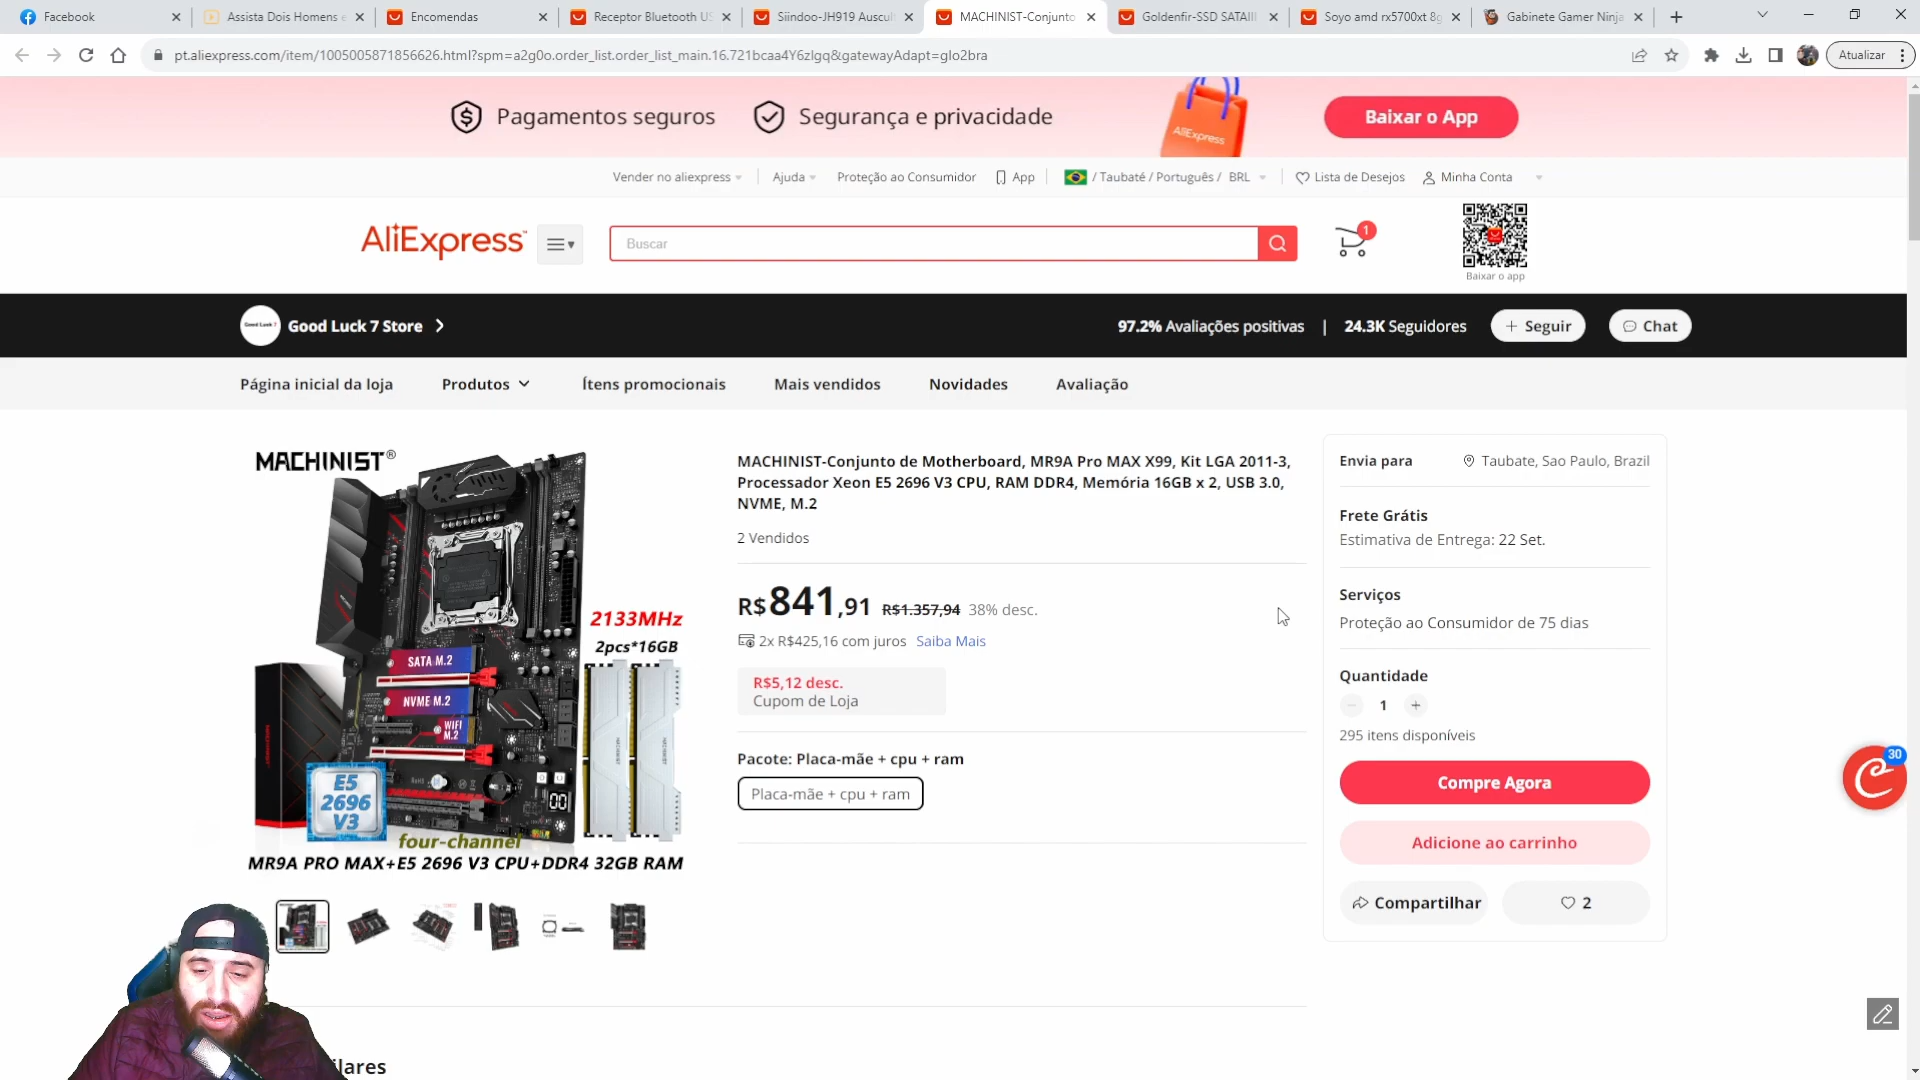 Facebook
Assista Dois Homens e
Encomendas
Receptor Bluetooth US
Siindoo-JH919 Auscul
MACHINIST-Conjunto
Goldenfir-SSD SATAIII
Soyo amd rx5700xt 8g
Gabinete Gamer Ninja
pt.aliexpress.com/item/1005005871856626.html?spm=a2g0o.order_list.order_list_main.16.721bcaa4Y6zlgq&gatewayAdapt=glo2bra
Atualizar
Pagamentos seguros
Segurança e privacidade
AliExpress
Baixar o App
Vender no aliexpress
Ajuda
Proteção ao Consumidor
App
/ Taubaté / Português / BRL
Lista de Desejos
Minha Conta
AliExpress
Buscar
1
Baixar o app
Good Luck 7
Good Luck 7 Store
97.2% Avaliações positivas | 24.3K Seguidores
+ Seguir
Chat
Página inicial da loja
Produtos
Ítens promocionais
Mais vendidos
Novidades
Avaliação
MACHINIST®
2133MHz
2pcs*16GB
SATA M.2
NVME M.2
WIFI
M.2
E5
2696
V3
four-channel
MR9A PRO MAX+E5 2696 V3 CPU+DDR4 32GB RAM
MACHINIST-Conjunto de Motherboard, MR9A Pro MAX X99, Kit LGA 2011-3,
Processador Xeon E5 2696 V3 CPU, RAM DDR4, Memória 16GB x 2, USB 3.0,
NVME, M.2
2 Vendidos
R$841,91 R$1.357,94 38% desc.
2x R$425,16 com juros Saiba Mais
R$5,12 desc.
Cupom de Loja
Pacote: Placa-mãe + cpu + ram
Placa-mãe + cpu + ram
Envia para
Taubate, Sao Paulo, Brazil
Frete Grátis
Estimativa de Entrega: 22 Set.
Serviços
Proteção ao Consumidor de 75 dias
Quantidade
− 1 +
295 itens disponíveis
Compre Agora
Adicione ao carrinho
Compartilhar
2
30
lares